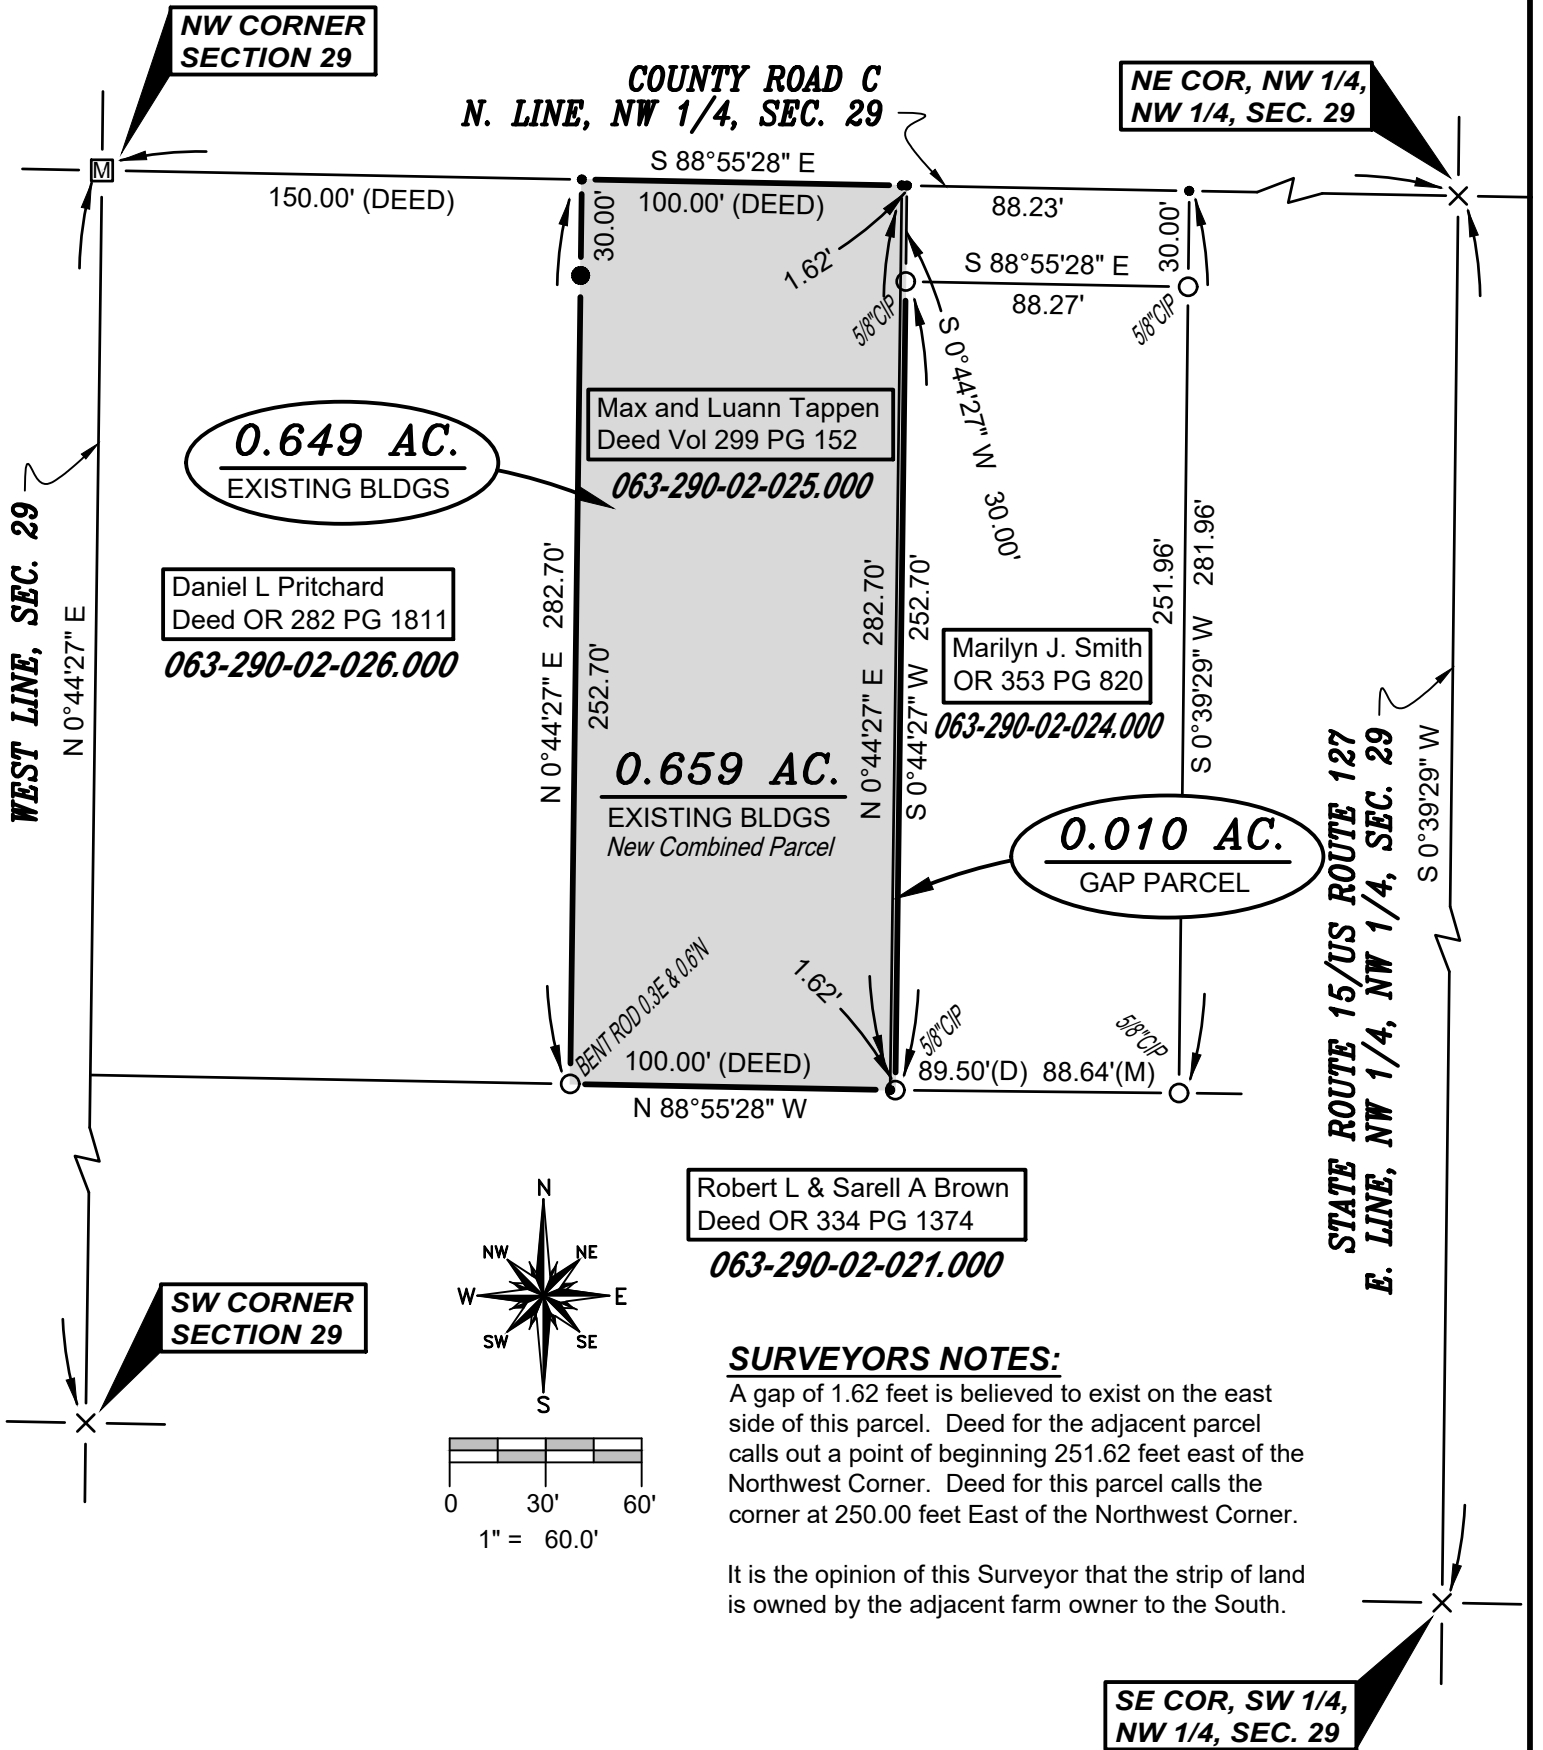 NW CORNER
SECTION 29
COUNTY ROAD C
N. LINE, NW 1/4, SEC. 29
NE COR, NW 1/4,
NW 1/4, SEC. 29
M
S 88°55'28" E
150.00' (DEED)
100.00' (DEED)
88.23'
30.00'
30.00'
1.62'
S 88°55'28" E
88.27'
5/8"CIP
5/8"CIP
S 0°44'27" W 30.00'
Max and Luann Tappen
Deed Vol 299 PG 152
063-290-02-025.000
0.649 AC.
EXISTING BLDGS
WEST LINE, SEC. 29
N 0°44'27" E
Daniel L Pritchard
Deed OR 282 PG 1811
063-290-02-026.000
N 0°44'27" E 282.70'
252.70'
N 0°44'27" E 282.70'
S 0°44'27" W 252.70'
251.96'
S 0°39'29" W 281.96'
Marilyn J. Smith
OR 353 PG 820
063-290-02-024.000
0.659 AC.
EXISTING BLDGS
New Combined Parcel
0.010 AC.
GAP PARCEL
STATE ROUTE 15/US ROUTE 127
E. LINE, NW 1/4, NW 1/4, SEC. 29
S 0°39'29" W
BENT ROD 0.3E & 0.6'N
1.62'
5/8"CIP
5/8"CIP
100.00' (DEED)
89.50'(D) 88.64'(M)
N 88°55'28" W
Robert L & Sarell A Brown
Deed OR 334 PG 1374
063-290-02-021.000
N
NW
NE
W
E
SW
SE
S
SW CORNER
SECTION 29
0 30' 60'
1" = 60.0'
SURVEYORS NOTES:
A gap of 1.62 feet is believed to exist on the east
side of this parcel. Deed for the adjacent parcel
calls out a point of beginning 251.62 feet east of the
Northwest Corner. Deed for this parcel calls the
corner at 250.00 feet East of the Northwest Corner.
It is the opinion of this Surveyor that the strip of land
is owned by the adjacent farm owner to the South.
SE COR, SW 1/4,
NW 1/4, SEC. 29